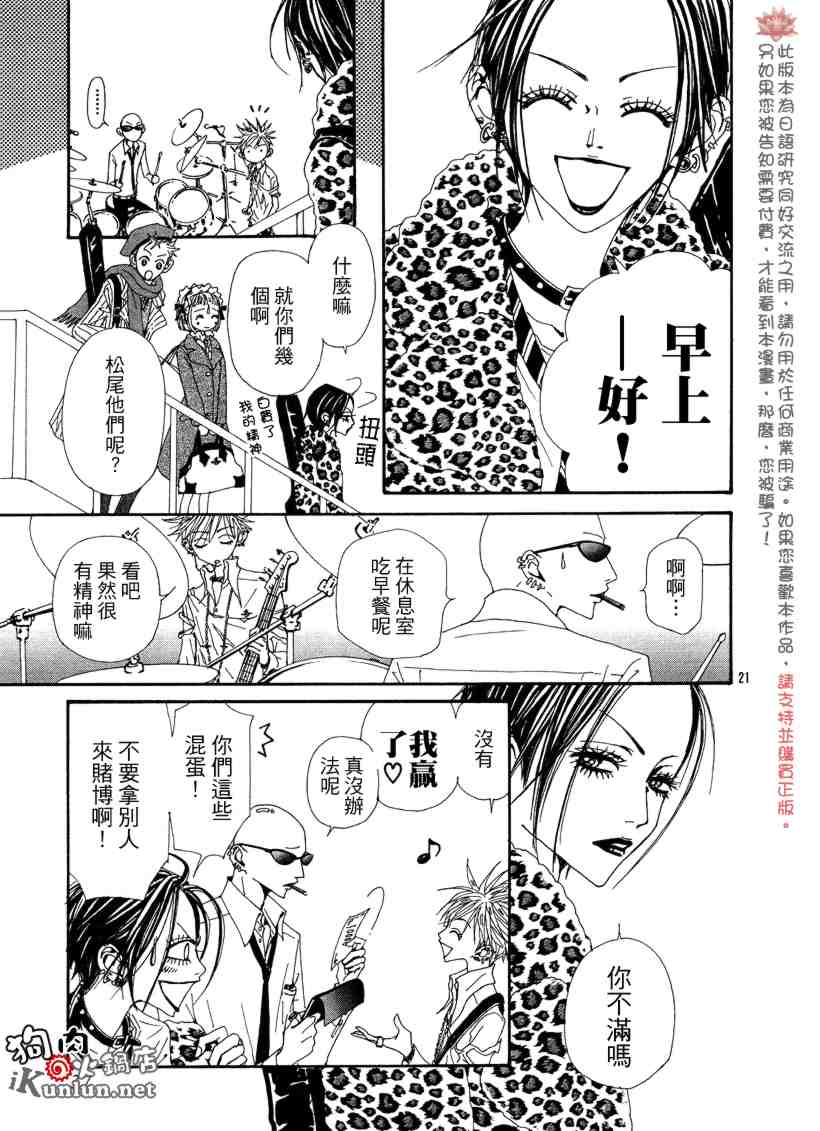 早上
—好！
……
什麼嘛
就你們幾
個啊
扭頭
白費了
我的精神
松尾他們呢？
啊啊…
在休息室
吃早餐呢
看吧
果然很
有精神嘛
21
沒有
你不滿嗎
我贏
了♡
真沒辦
法呢
你們這些
混蛋！
不要拿別人
來賭博啊！
狗肉
火鍋店
iKunlun.net
此版本為日語研究同好交流之用，請勿用於任何商業用途。如果您喜歡本作品，請支持並購買正版。
只如果您被告知需要付費，才能看到本漫畫，那麼，您被騙了！